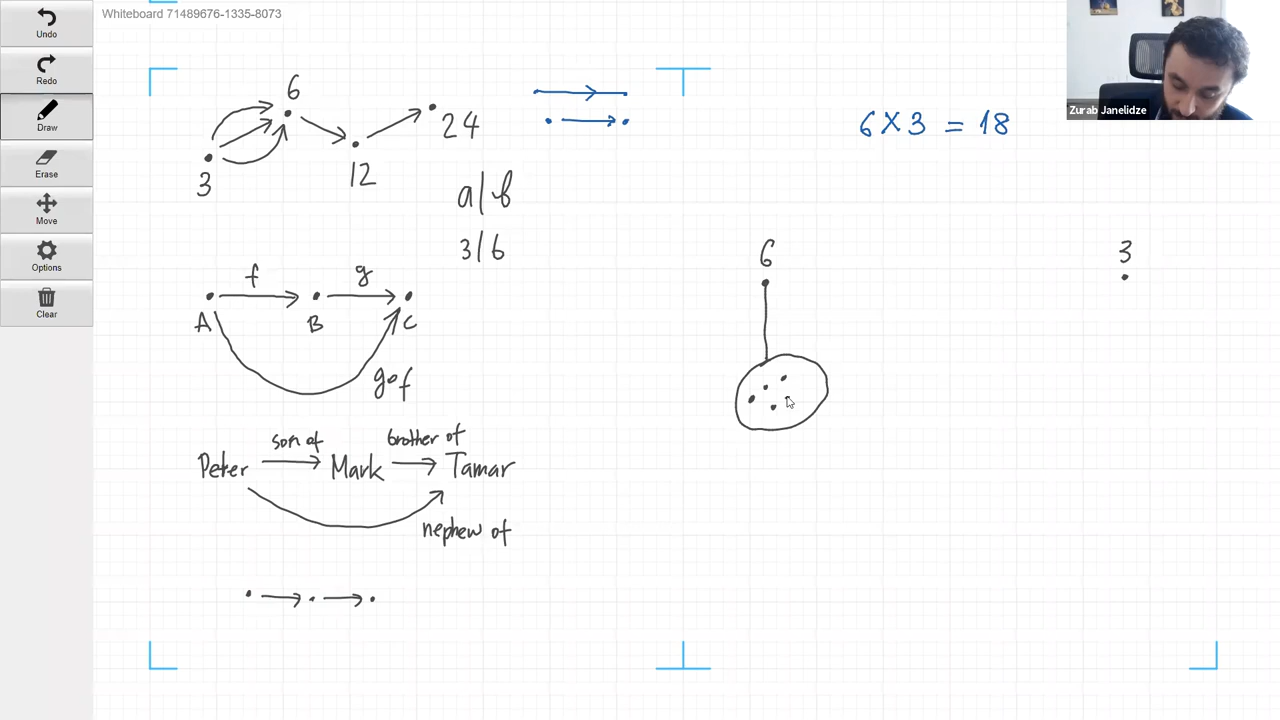 Whiteboard 71489676-1335-8073
Undo
Redo
Draw
Erase
Move
Options
Clear
Zurab Janelidze
6
3
12
24
a|b
3|6
f
g
A
B
C
g∘f
Peter son of Mark brother of Tamar
nephew of
6 × 3 = 18
6
3